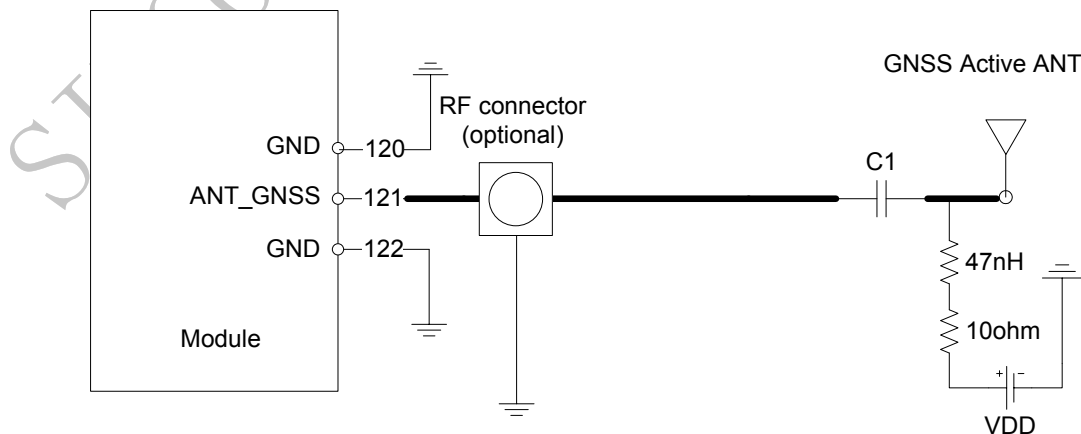 GNSS Active ANT
RF connector
(optional)
GND
120
C1
ANT_GNSS
121
GND
122
47nH
10ohm
Module
+
-
VDD